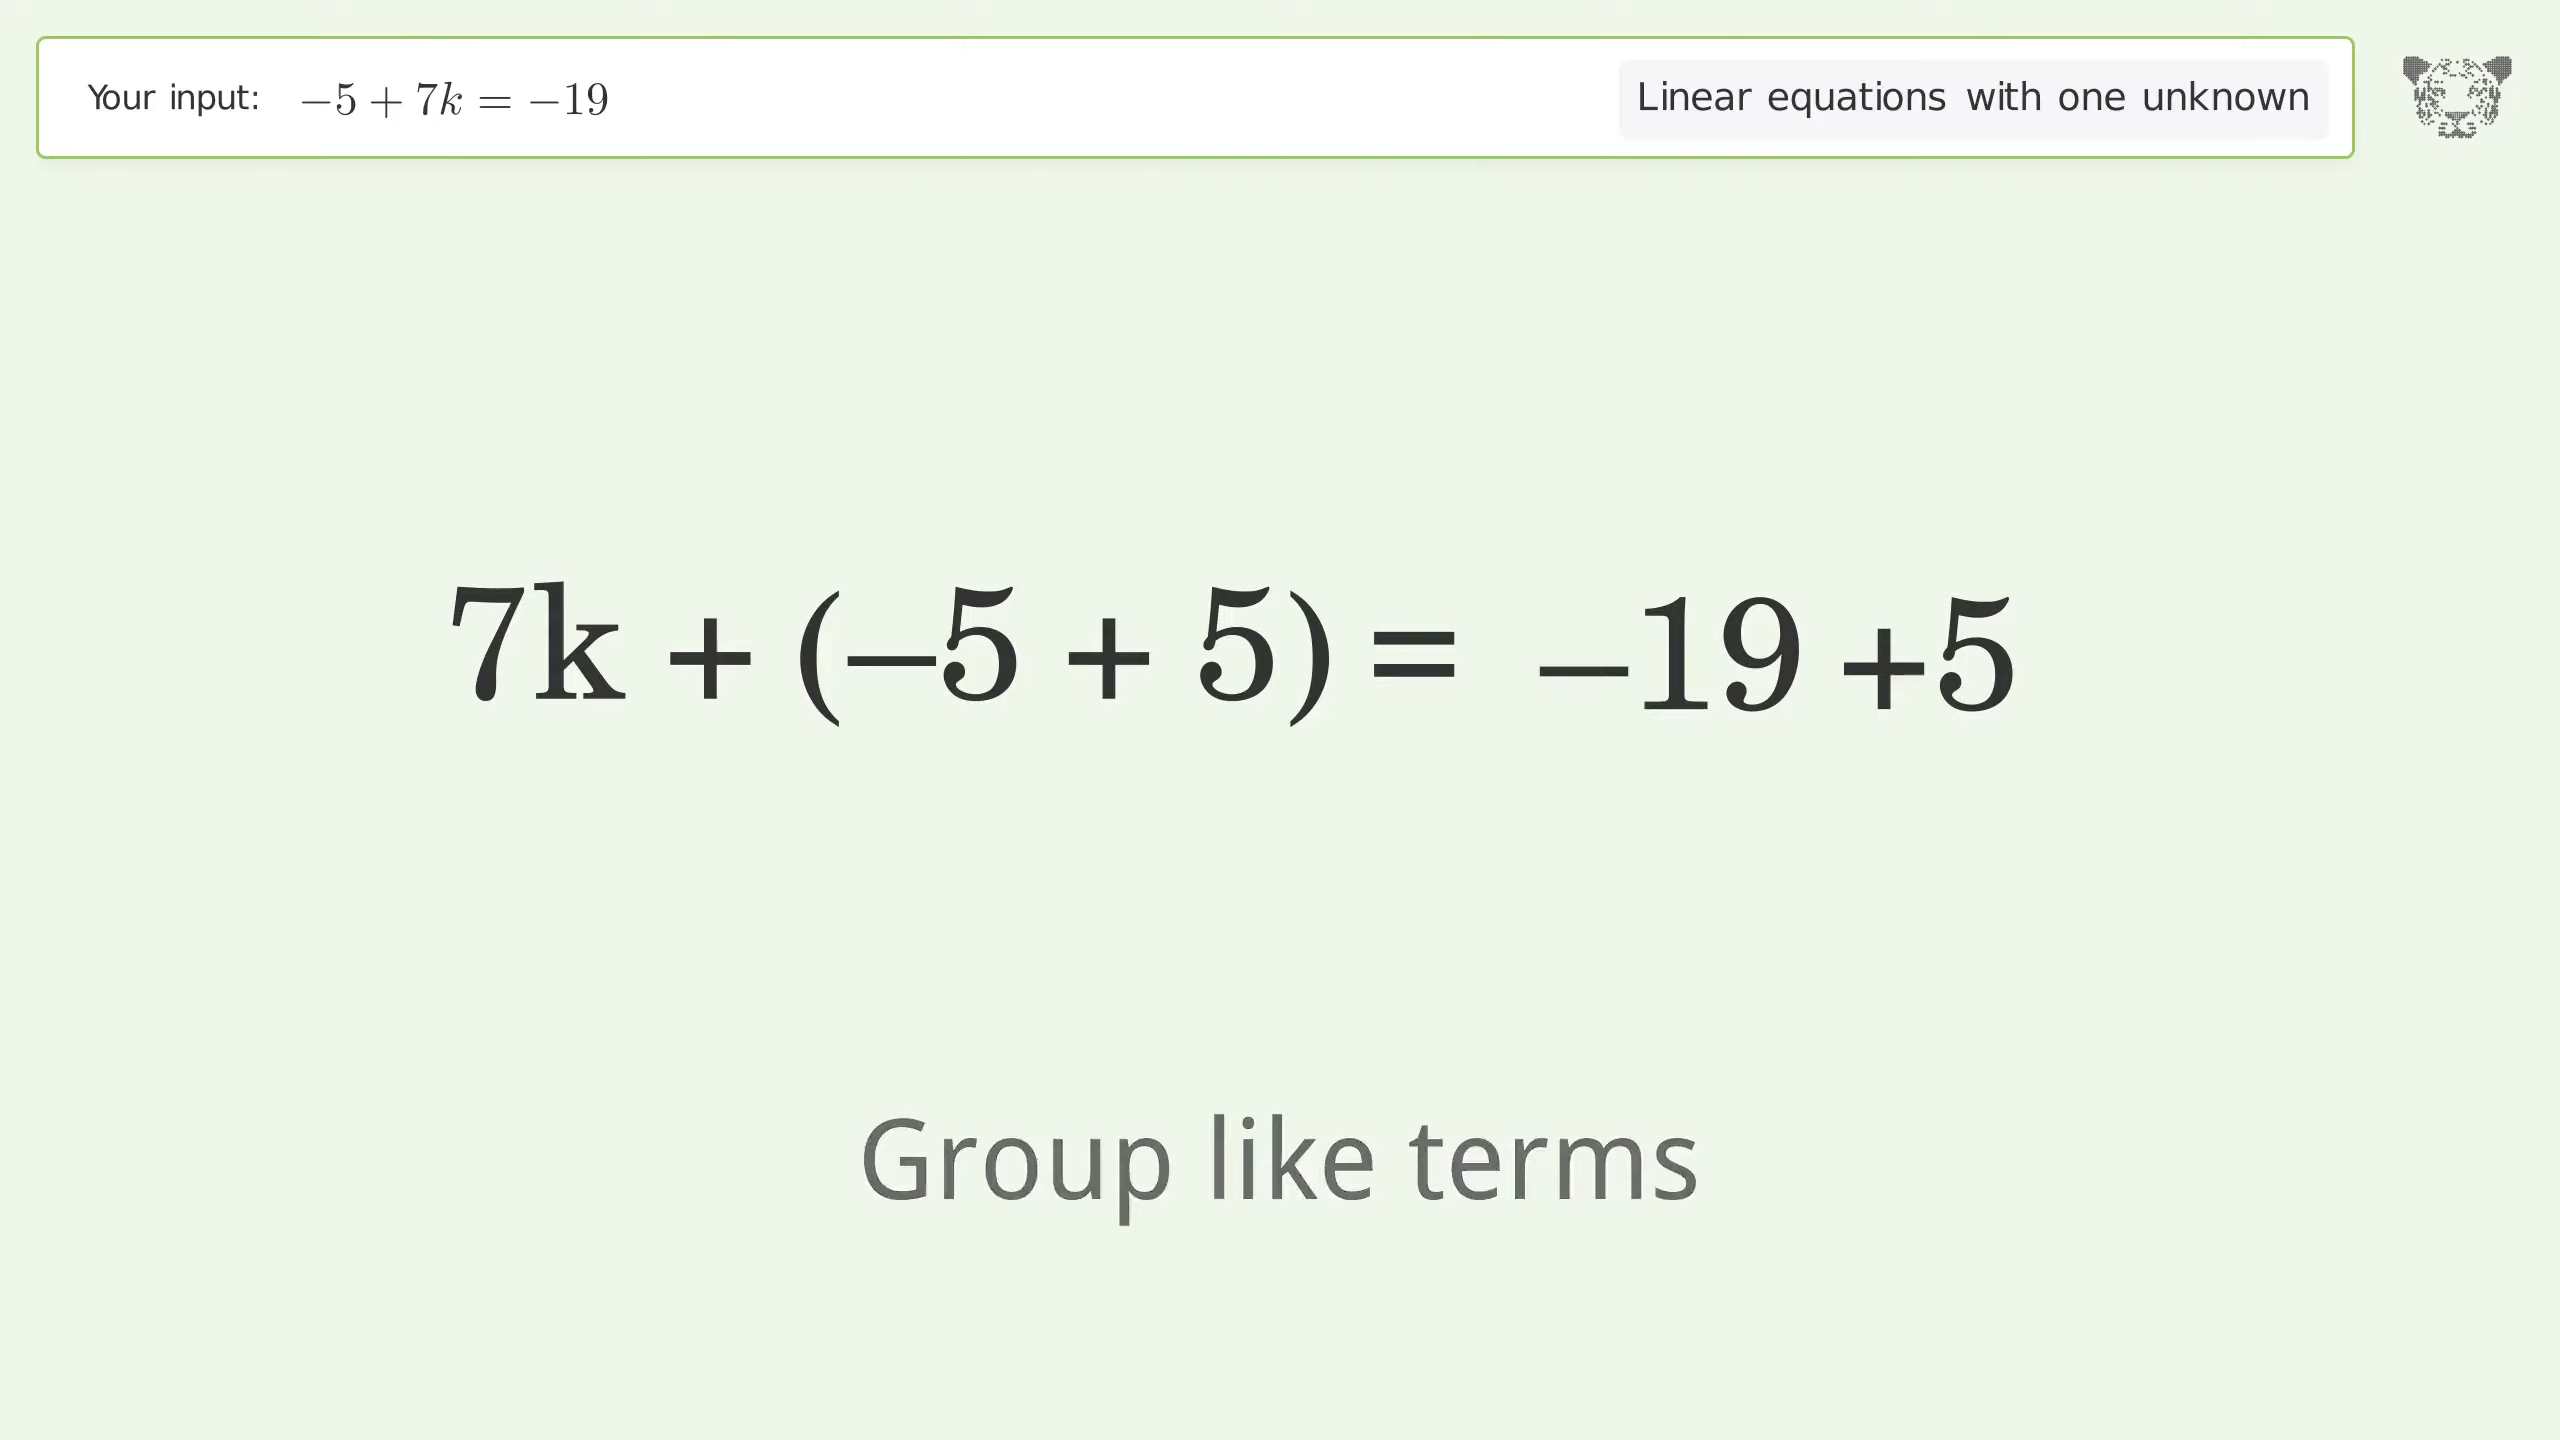 Your input: −5 + 7k = −19
Linear equations with one unknown
7k + (−5 + 5) = −19 +5
Group like terms